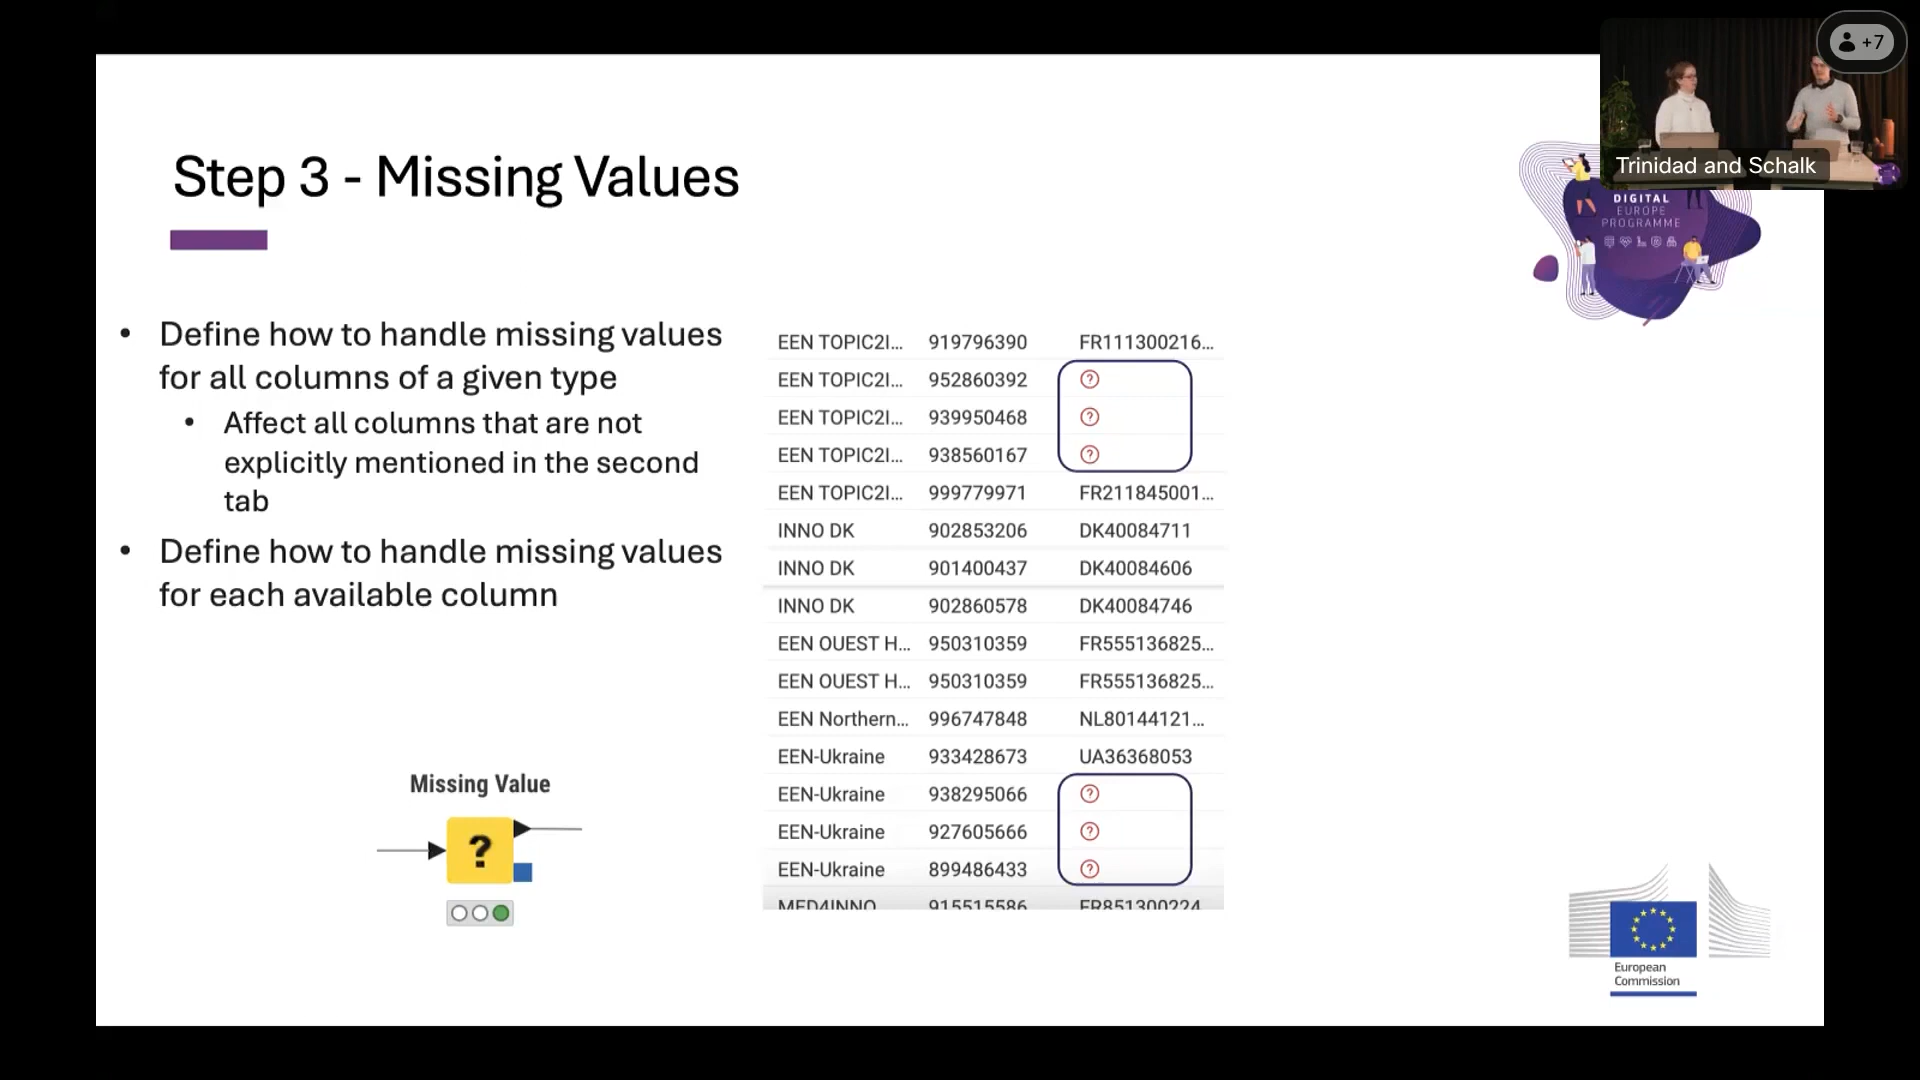 +7
Trinidad and Schalk
Step 3 - Missing Values
DIGITAL
EUROPE
PROGRAMME
• Define how to handle missing values
for all columns of a given type
• Affect all columns that are not
explicitly mentioned in the second
tab
• Define how to handle missing values
for each available column
Missing Value
?
EEN TOPIC2I... 919796390 FR111300216...
EEN TOPIC2I... 952860392 ?
EEN TOPIC2I... 939950468 ?
EEN TOPIC2I... 938560167 ?
EEN TOPIC2I... 999779971 FR211845001...
INNO DK 902853206 DK40084711
INNO DK 901400437 DK40084606
INNO DK 902860578 DK40084746
EEN OUEST H... 950310359 FR555136825...
EEN OUEST H... 950310359 FR555136825...
EEN Northern... 996747848 NL80144121...
EEN-Ukraine 933428673 UA36368053
EEN-Ukraine 938295066 ?
EEN-Ukraine 927605666 ?
EEN-Ukraine 899486433 ?
MED4INNO 915515586 FR851300224
European
Commission